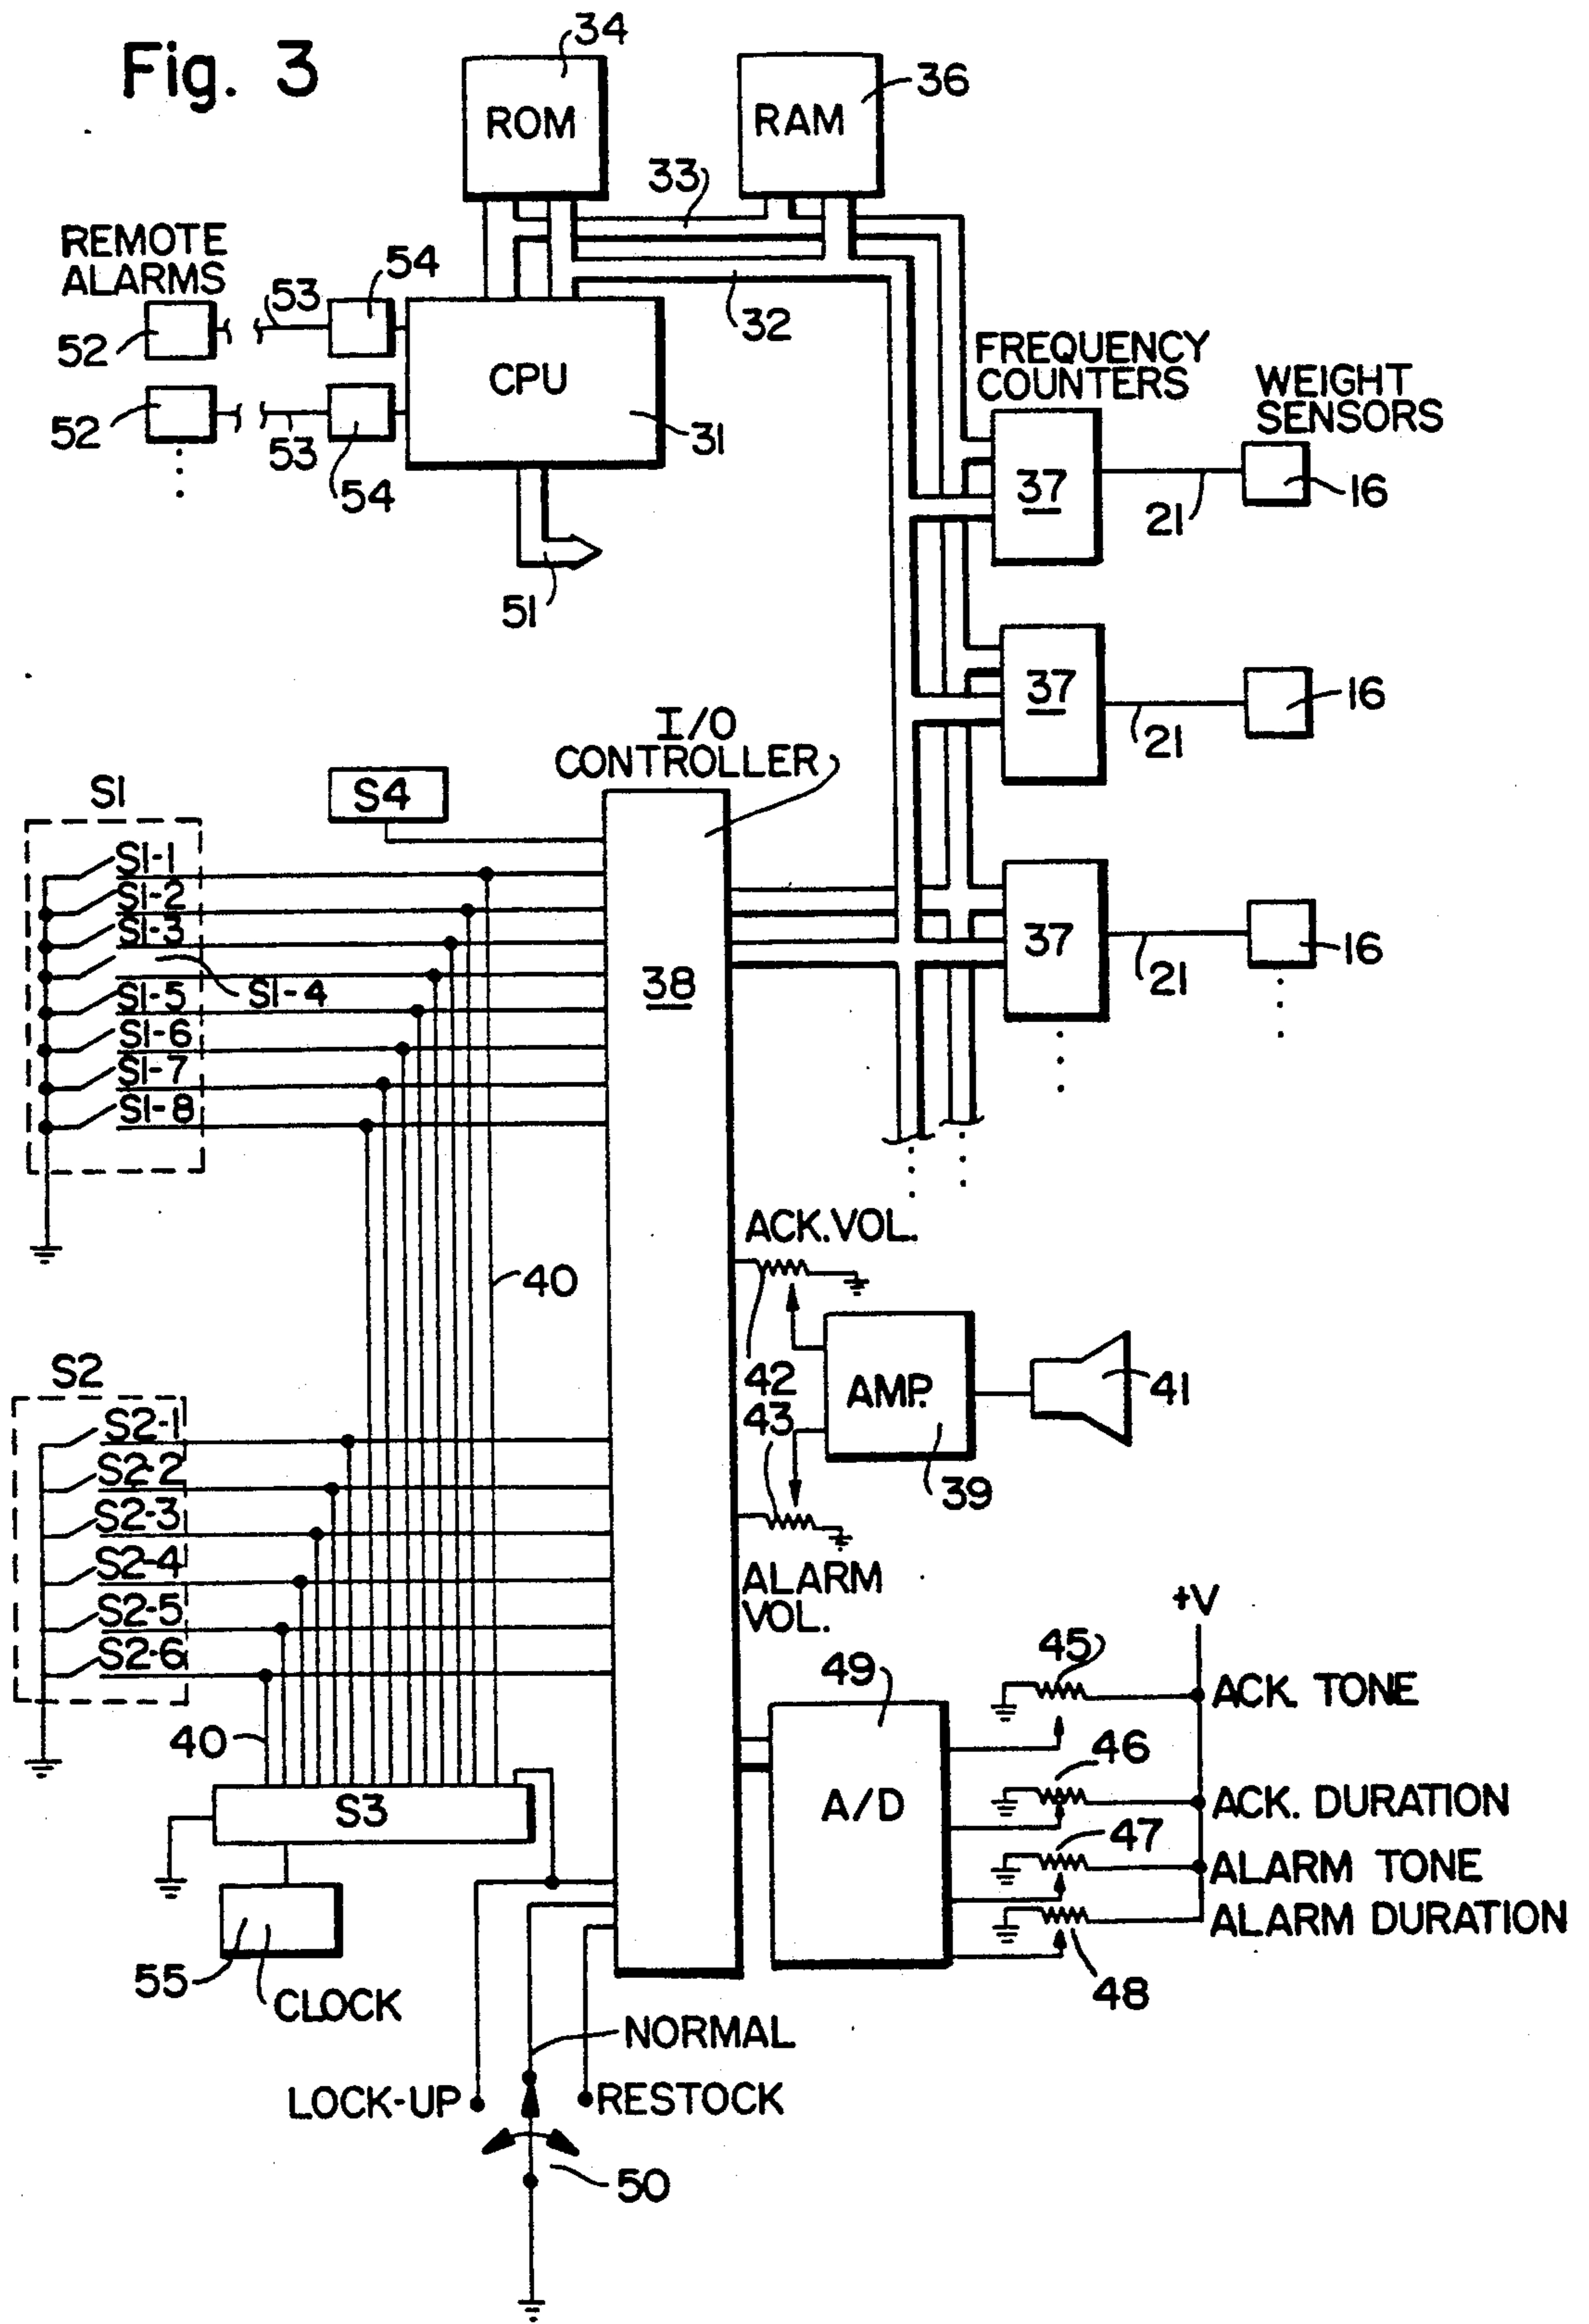 Fig. 3
34
ROM
36
RAM
33
32
REMOTE
ALARMS
52
53
54
52
53
54
CPU
31
51
FREQUENCY
COUNTERS
WEIGHT
SENSORS
37
21
16
37
21
16
37
21
16
I/O
CONTROLLER
38
S4
S1
S1-1
S1-2
S1-3
S1-4
S1-5
S1-6
S1-7
S1-8
40
S2
S2-1
S2-2
S2-3
S2-4
S2-5
S2-6
40
S3
55
CLOCK
ACK.VOL.
42
43
AMP.
39
41
ALARM
VOL.
49
A/D
+V
45
ACK. TONE
46
ACK. DURATION
47
ALARM TONE
ALARM DURATION
48
NORMAL
LOCK-UP
RESTOCK
50